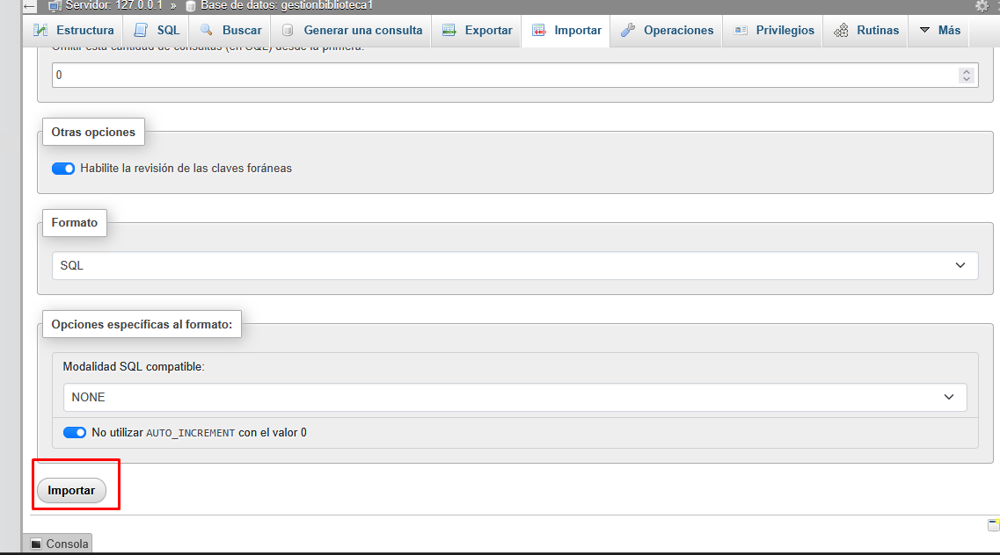 Servidor: 127.0.0.1 » Base de datos: gestionbiblioteca1
Estructura SQL Buscar Generar una consulta Exportar Importar Operaciones Privilegios Rutinas Más
Omitir esta cantidad de consultas (en SQL) desde la primera:
0
Otras opciones
Habilite la revisión de las claves foráneas
Formato
SQL
Opciones específicas al formato:
Modalidad SQL compatible:
NONE
No utilizar AUTO_INCREMENT con el valor 0
Importar
Consola